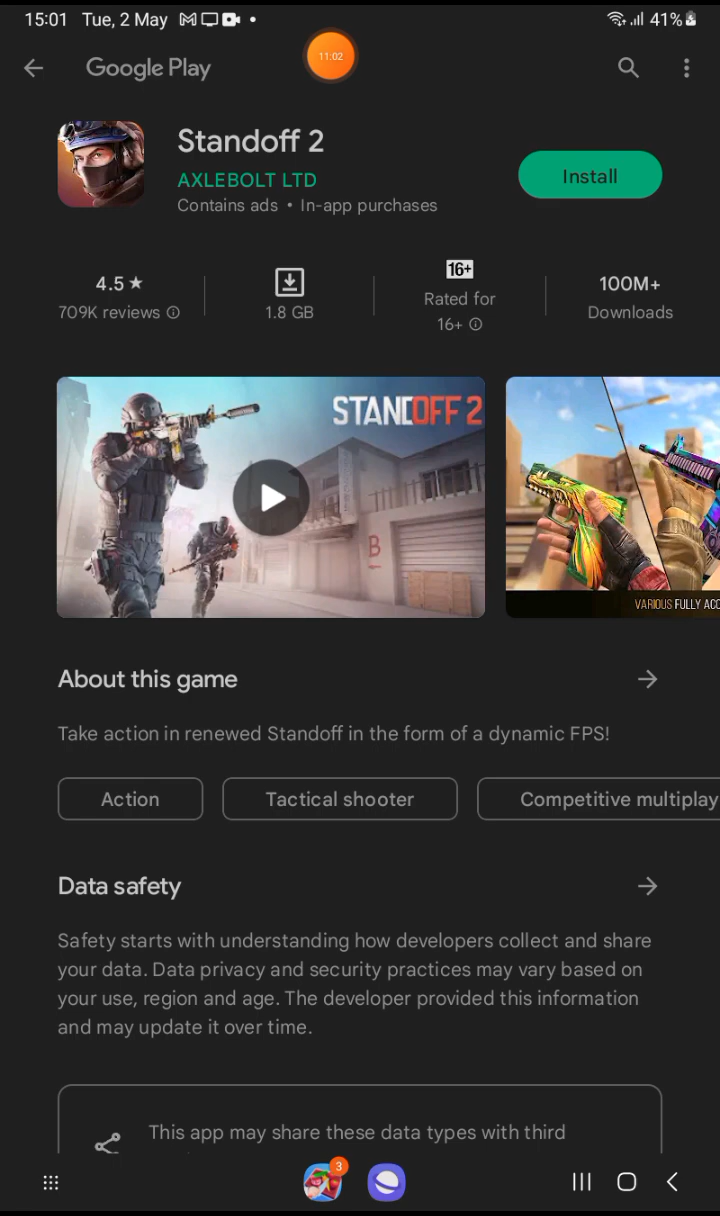 15:01 Tue, 2 May
41%
11:02
Google Play
Standoff 2
AXLEBOLT LTD
Contains ads • In-app purchases
Install
4.5 ★
709K reviews
1.8 GB
16+
Rated for
16+
100M+
Downloads
STANDOFF 2
B
VARIOUS FULLY ACC
About this game
Take action in renewed Standoff in the form of a dynamic FPS!
Action
Tactical shooter
Competitive multiplay
Data safety
Safety starts with understanding how developers collect and share
your data. Data privacy and security practices may vary based on
your use, region and age. The developer provided this information
and may update it over time.
This app may share these data types with third
3